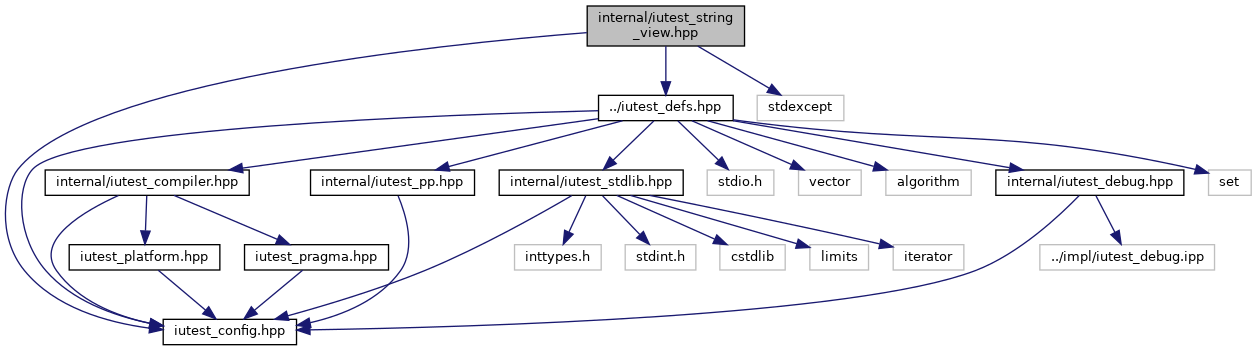 internal/iutest_string
_view.hpp
../iutest_defs.hpp
stdexcept
internal/iutest_compiler.hpp
internal/iutest_pp.hpp
internal/iutest_stdlib.hpp
stdio.h
vector
algorithm
internal/iutest_debug.hpp
set
iutest_platform.hpp
iutest_pragma.hpp
inttypes.h
stdint.h
cstdlib
limits
iterator
../impl/iutest_debug.ipp
iutest_config.hpp